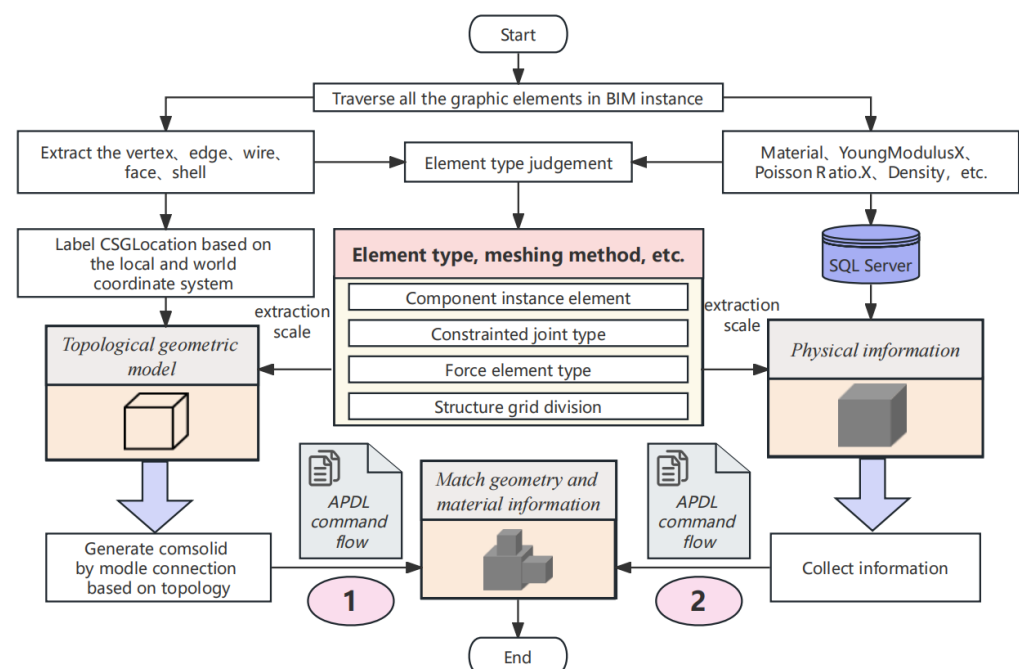 Start
Traverse all the graphic elements in BIM instance
Extract the vertex、edge、wire、
face、shell
Element type judgement
Material、YoungModulusX、
Poisson Ratio.X、Density, etc.
Label CSGLocation based on
the local and world
coordinate system
Element type, meshing method, etc.
SQL Server
Component instance element
extraction
scale
extraction
scale
Constrainted joint type
Topological geometric
model
Physical imformation
Force element type
Structure grid division
APDL
command
flow
Match geometry and
material information
APDL
command
flow
Generate comsolid
by modle connection
based on topology
Collect information
1
2
End